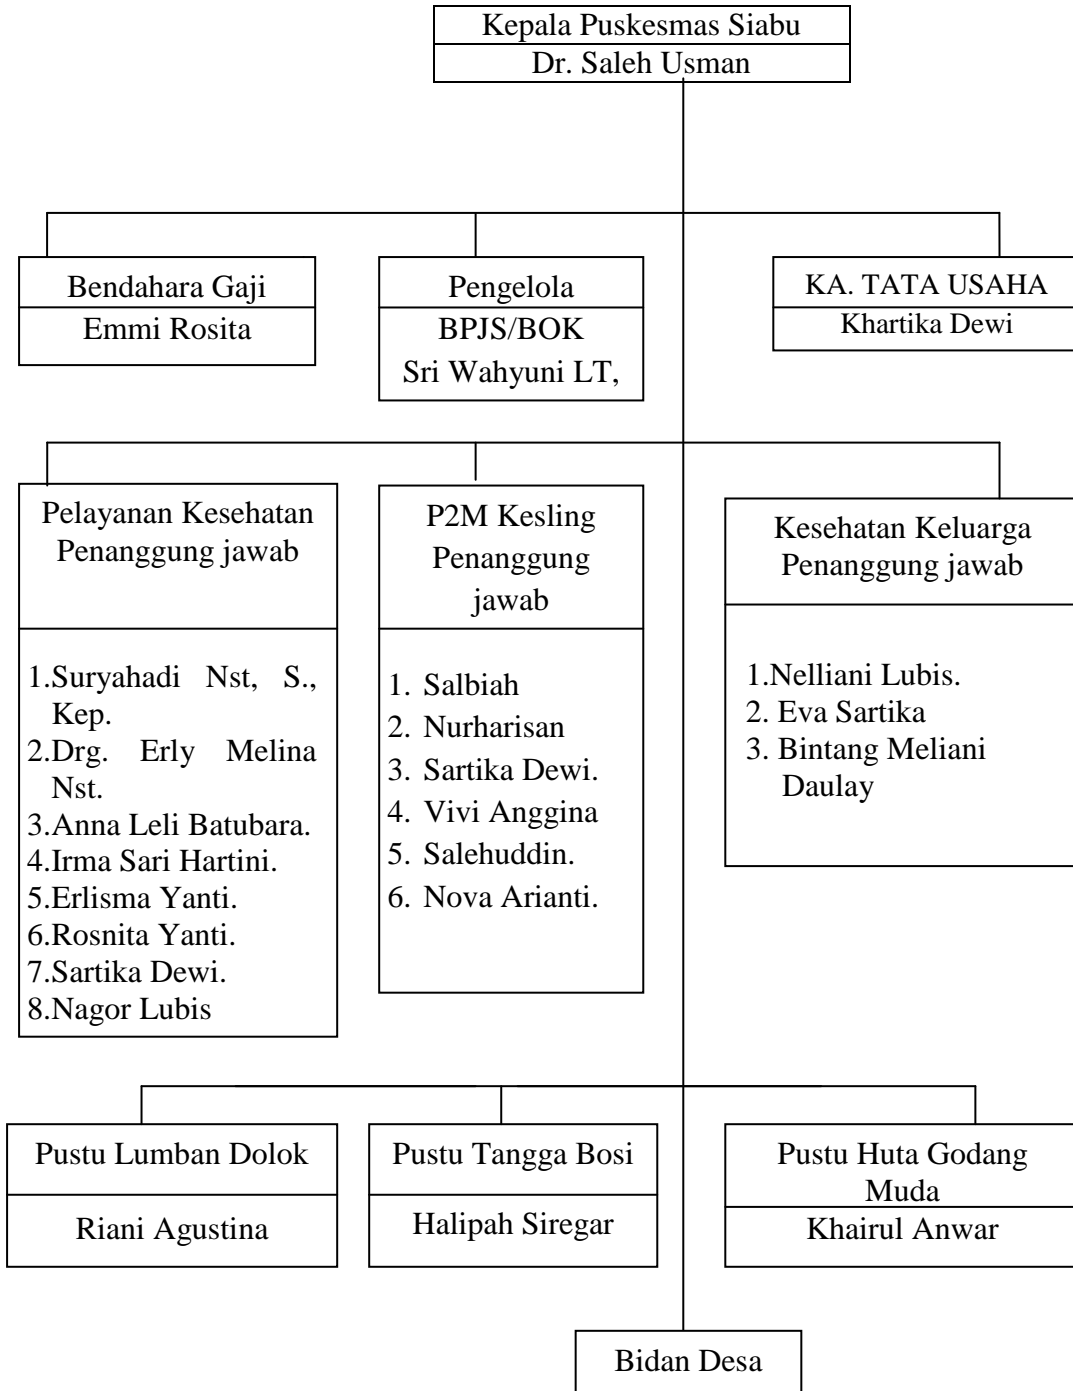 Kepala Puskesmas Siabu
Dr. Saleh Usman
Bendahara Gaji
Emmi Rosita
Pengelola
BPJS/BOK
Sri Wahyuni LT,
KA. TATA USAHA
Khartika Dewi
Pelayanan Kesehatan
Penanggung jawab
1.Suryahadi Nst, S.,
Kep.
2.Drg. Erly Melina
Nst.
3.Anna Leli Batubara.
4.Irma Sari Hartini.
5.Erlisma Yanti.
6.Rosnita Yanti.
7.Sartika Dewi.
8.Nagor Lubis
P2M Kesling
Penanggung
jawab
1. Salbiah
2. Nurharisan
3. Sartika Dewi.
4. Vivi Anggina
5. Salehuddin.
6. Nova Arianti.
Kesehatan Keluarga
Penanggung jawab
1.Nelliani Lubis.
2. Eva Sartika
3. Bintang Meliani
Daulay
Pustu Lumban Dolok
Riani Agustina
Pustu Tangga Bosi
Halipah Siregar
Pustu Huta Godang
Muda
Khairul Anwar
Bidan Desa